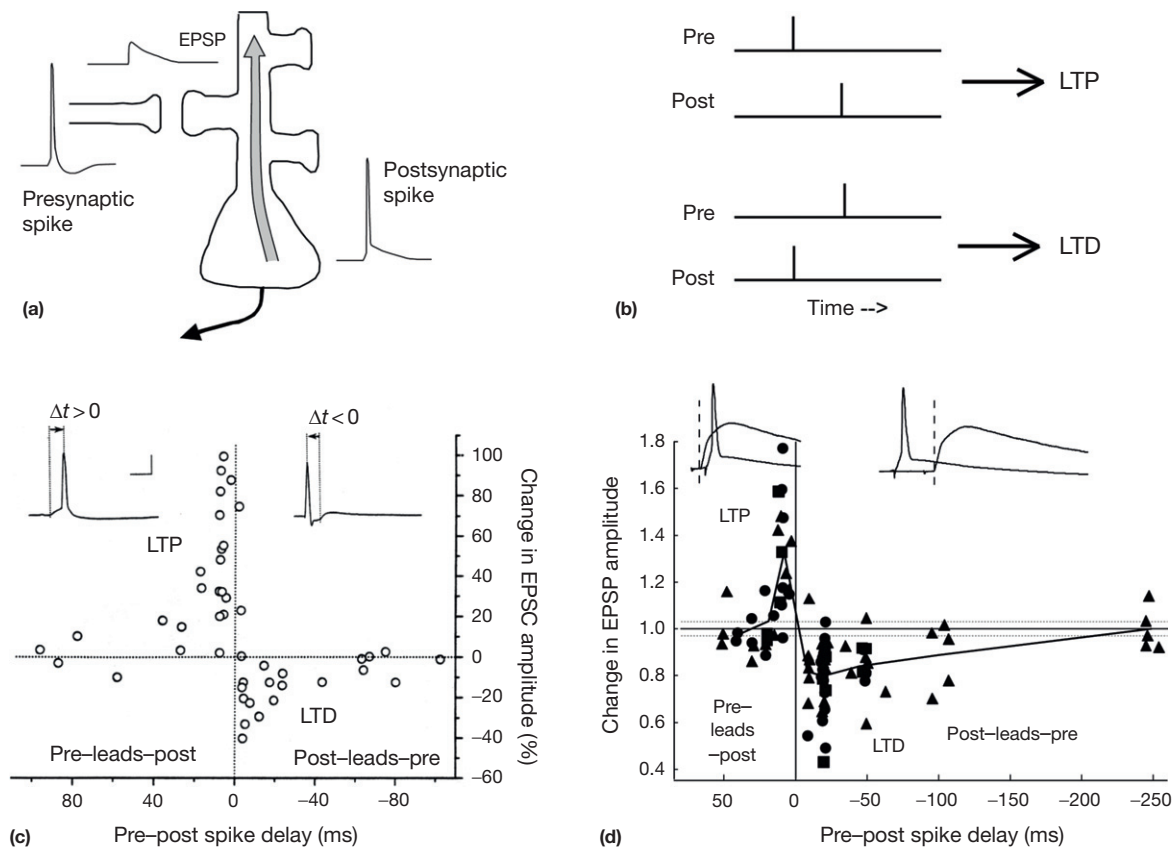 EPSP
Presynaptic
spike
Postsynaptic
spike
(a)
Pre
Post
LTP
Pre
Post
LTD
Time -->
(b)
Δt > 0
Δt < 0
LTP
LTD
Pre–leads–post
Post–leads–pre
100
80
60
40
20
0
−20
−40
−60
Change in EPSC
amplitude (%)
80
40
0
−40
−80
Pre–post spike delay (ms)
(c)
Change in EPSP amplitude
1.8
1.6
1.4
1.2
1.0
0.8
0.6
0.4
LTP
Pre–
leads
–post
LTD
Post–leads–pre
50
0
−50
−100
−150
−200
−250
Pre–post spike delay (ms)
(d)